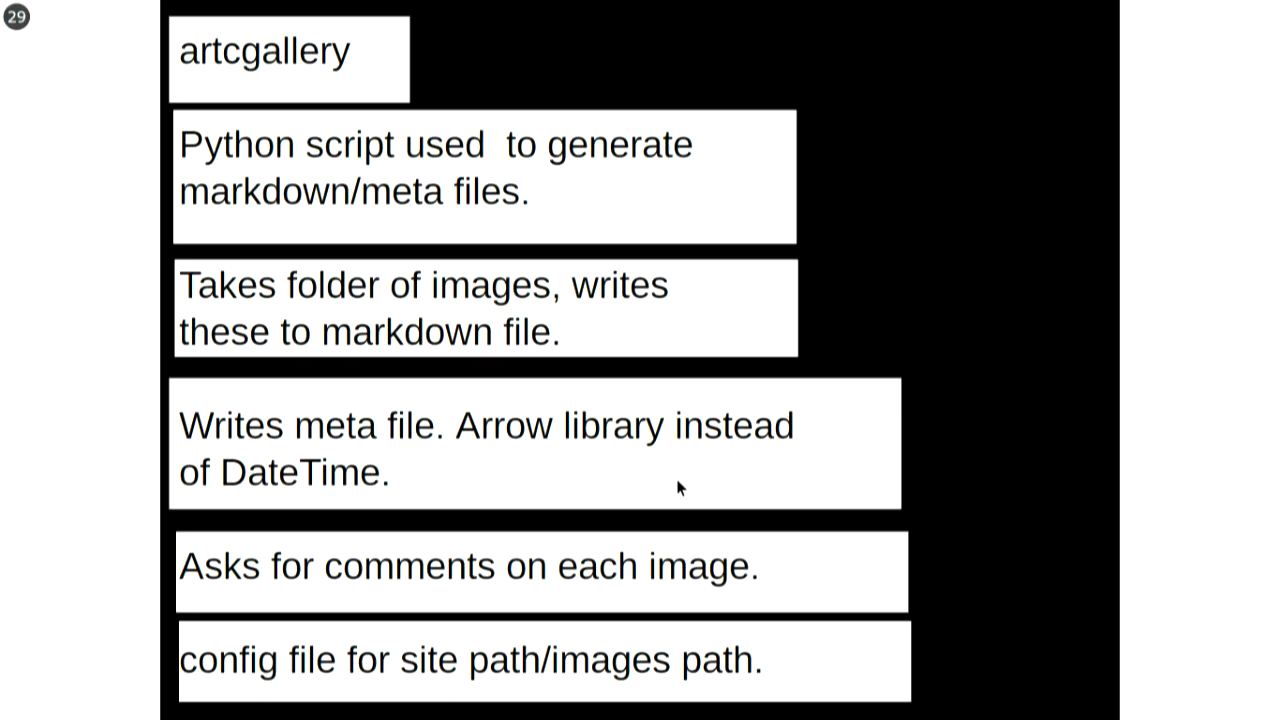 29
artcgallery
Python script used  to generate
markdown/meta files.
Takes folder of images, writes
these to markdown file.
Writes meta file. Arrow library instead
of DateTime.
Asks for comments on each image.
config file for site path/images path.